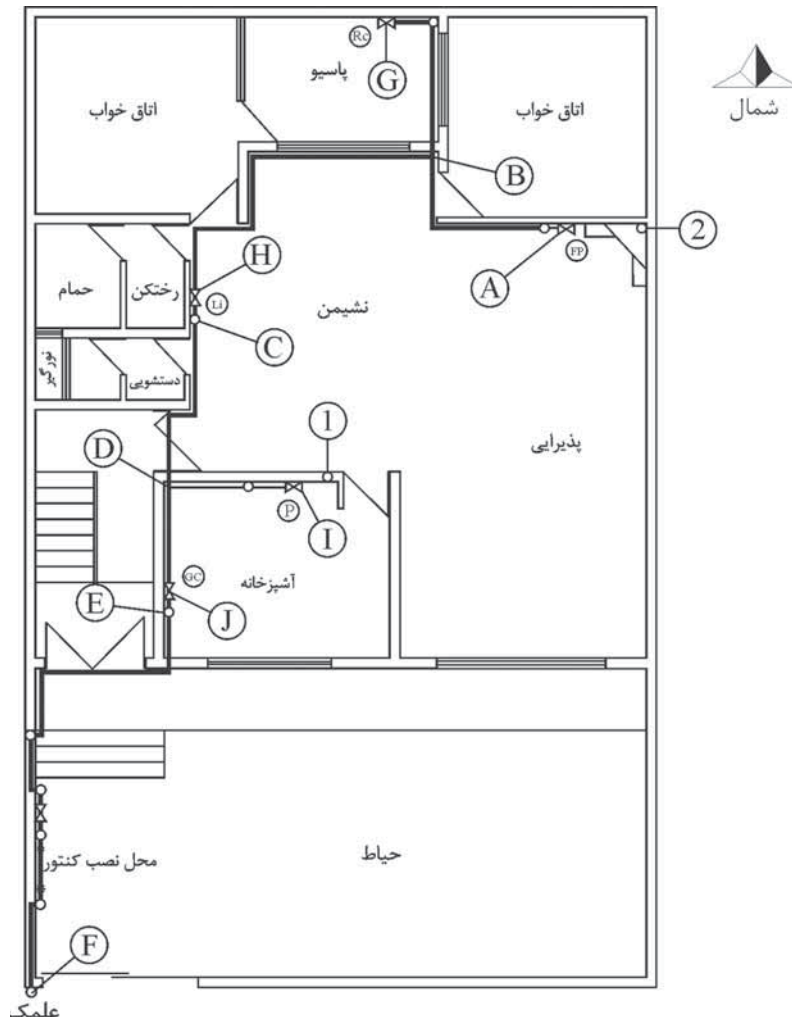 Rc
G
پاسیو
اتاق خواب
اتاق خواب
شمال
B
2
A
FP
H
Li
C
حمام
رختکن
نشیمن
نورگیر
دستشویی
پذیرایی
1
D
P
I
GC
آشپزخانه
E
J
محل نصب کنتور
حیاط
F
علمک